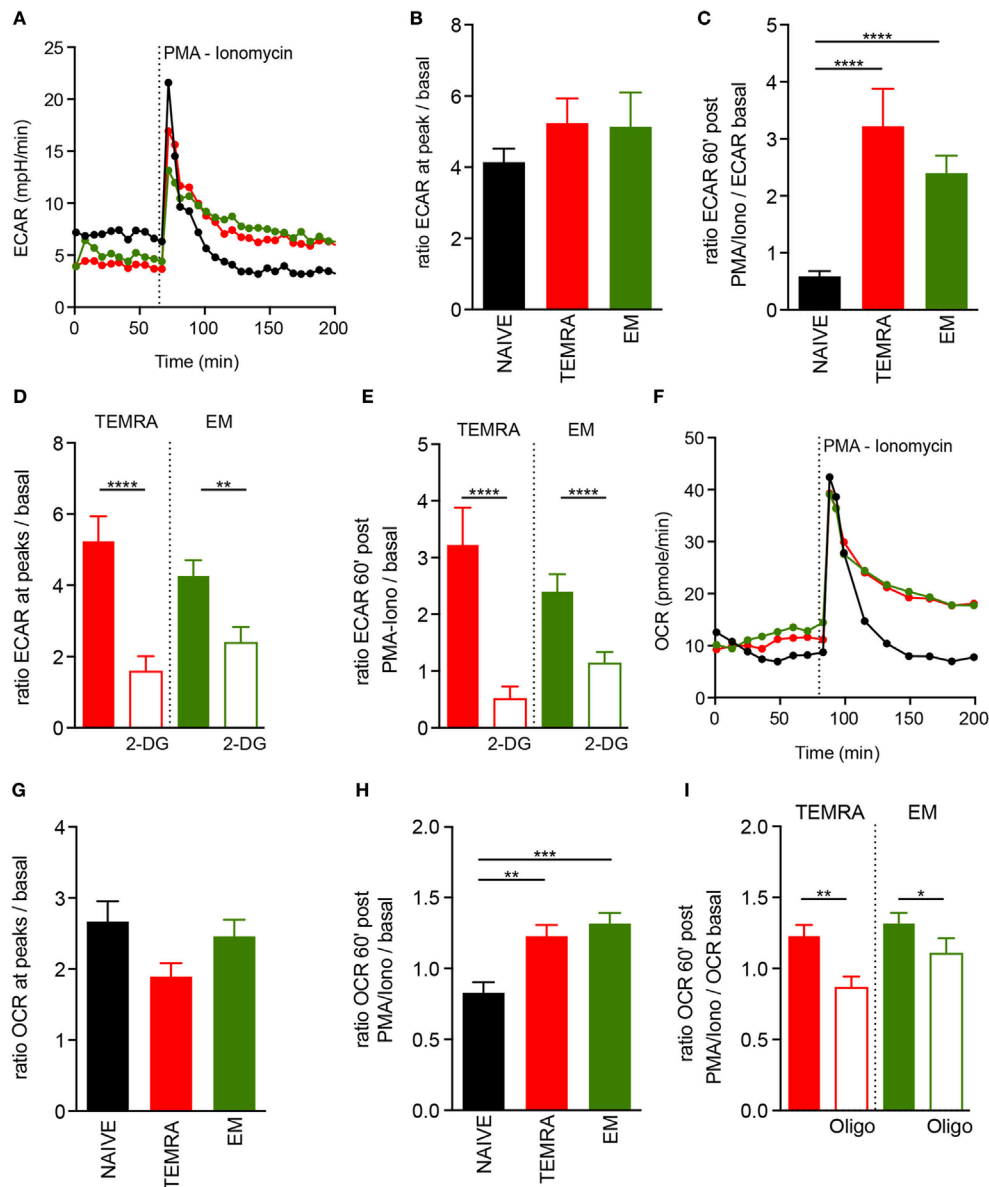 A
PMA - Ionomycin
ECAR (mpH/min)
25
20
15
10
5
0
0
50
100
150
200
Time (min)
B
ratio ECAR at peak / basal
8
6
4
2
0
NAIVE
TEMRA
EM
C
ratio ECAR 60' post
PMA/Iono / ECAR basal
5
4
3
2
1
0
****
****
NAIVE
TEMRA
EM
D
TEMRA
EM
ratio ECAR at peaks / basal
8
6
4
2
0
****
**
2-DG
2-DG
E
TEMRA
EM
ratio ECAR 60' post
PMA-Iono / basal
5
4
3
2
1
0
****
****
2-DG
2-DG
F
PMA - Ionomycin
OCR (pmole/min)
50
40
30
20
10
0
0
50
100
150
200
Time (min)
G
ratio OCR at peaks / basal
4
3
2
1
0
NAIVE
TEMRA
EM
H
ratio OCR 60' post
PMA/Iono / basal
2.0
1.5
1.0
0.5
0.0
***
**
NAIVE
TEMRA
EM
I
TEMRA
EM
ratio OCR 60' post
PMA/Iono / OCR basal
2.0
1.5
1.0
0.5
0.0
**
*
Oligo
Oligo